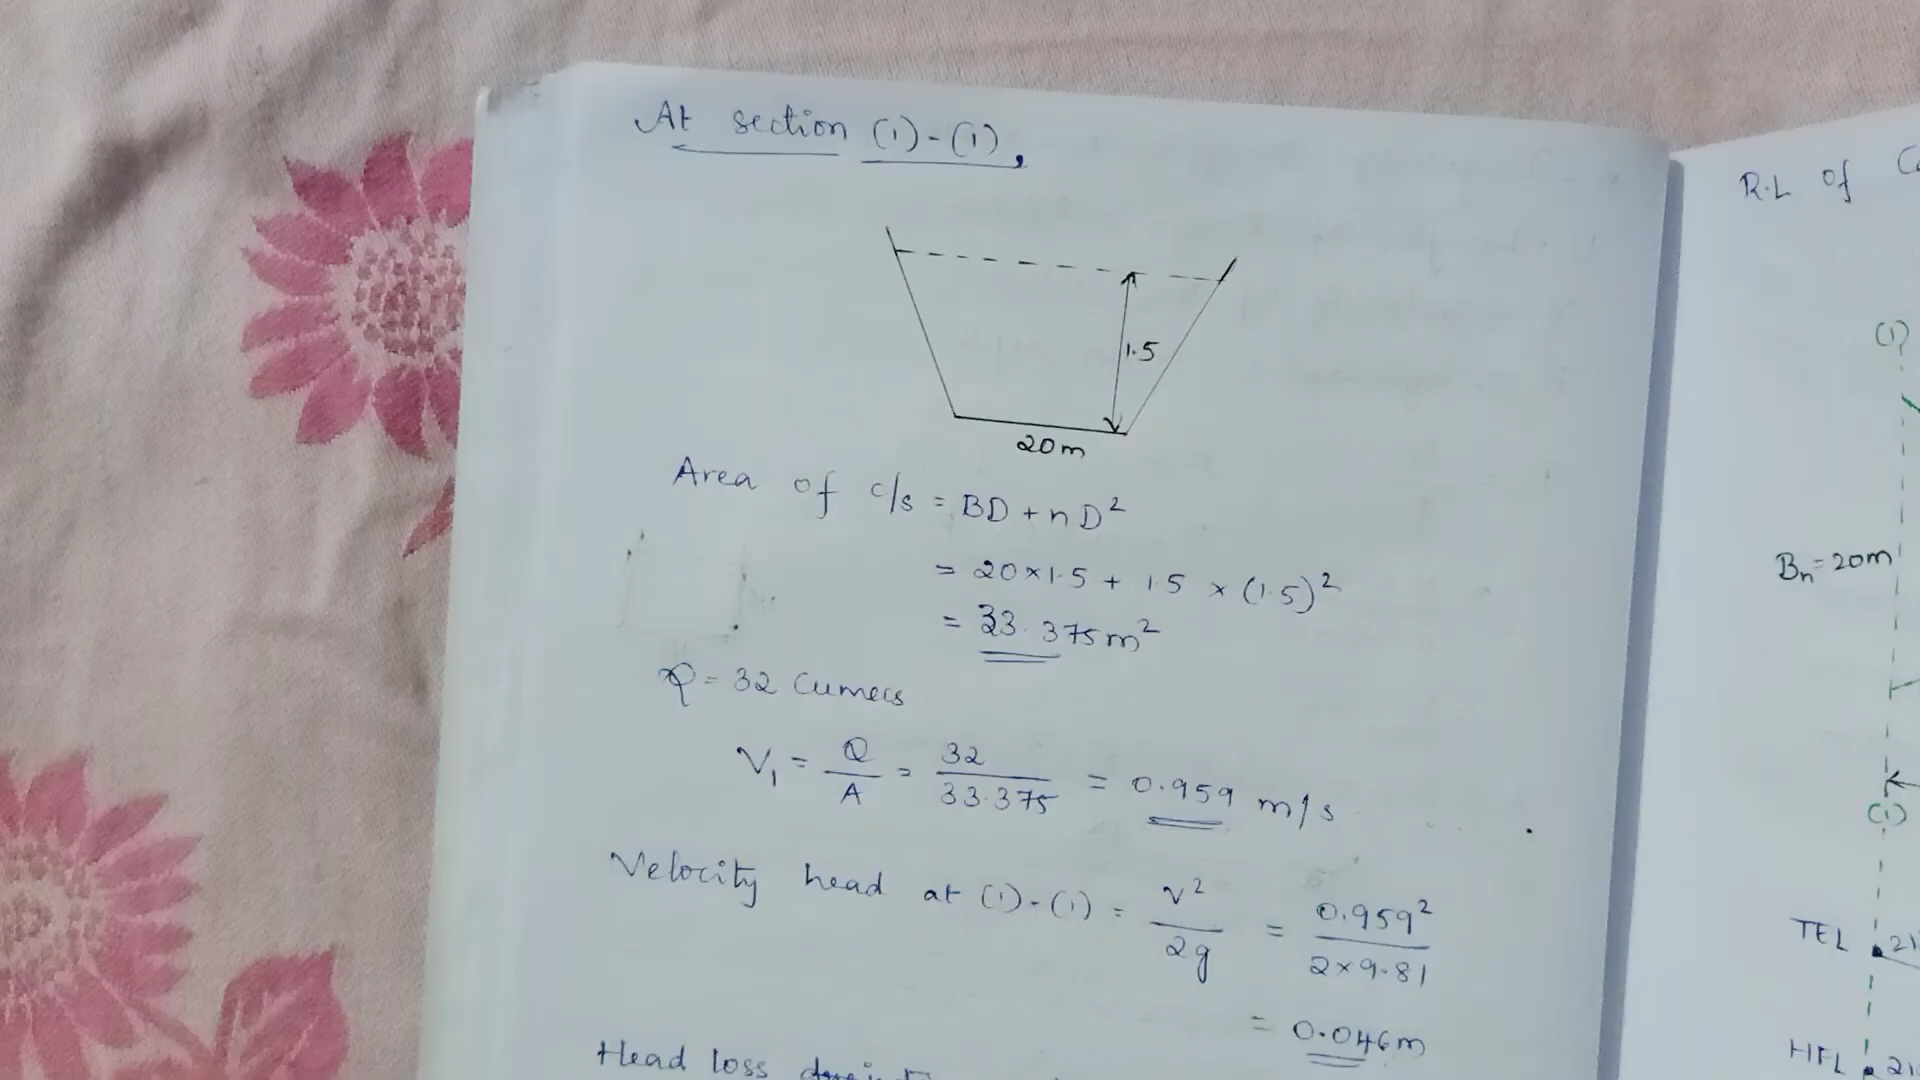 At section (1)-(1),
1.5
20m
Area of c/s = BD + nD²
= 20×1.5 + 1.5 × (1.5)²
= 33.375m²
Q = 32 Cumecs
V₁ = Q/A = 32/33.375 = 0.959 m/s
Velocity head at (1)-(1) = v²/2g = 0.959²/2×9.81
= 0.046m
Head loss
R.L of
(1)
Bn = 20m
(1)
TEL 21
HFL 21